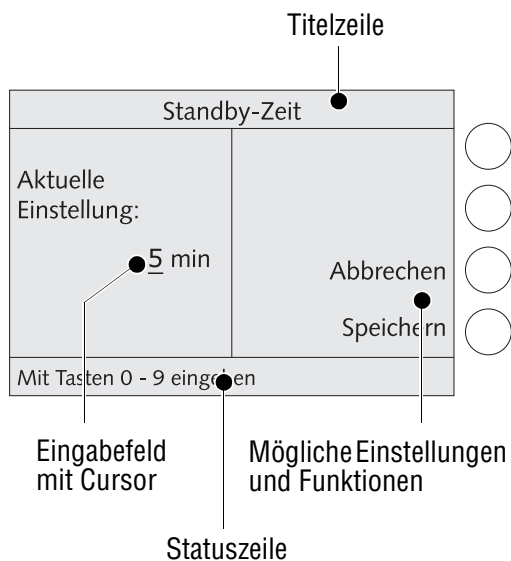 Titelzeile
Standby-Zeit
Aktuelle
Einstellung:
5 min
Abbrechen
Speichern
Mit Tasten 0 - 9 eingeben
Eingabefeld
mit Cursor
Mögliche Einstellungen
und Funktionen
Statuszeile